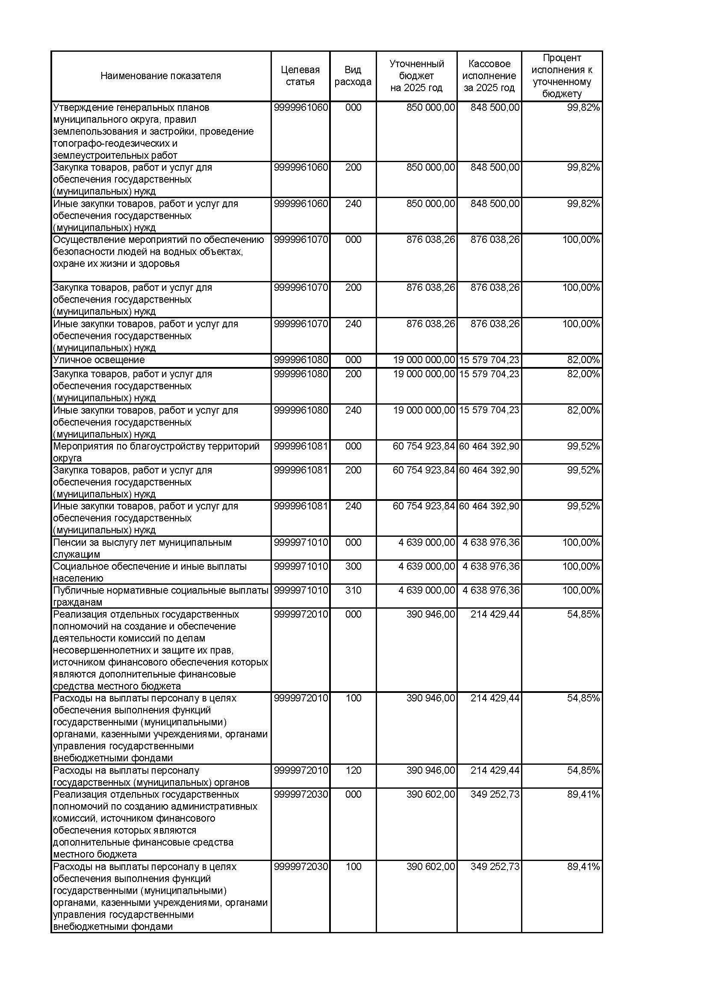 Наименование показателя
Целевая
статья
Вид
расхода
Уточненный
бюджет
на 2025 год
Кассовое
исполнение
за 2025 год
Процент
исполнения к
уточненному
бюджету
Утверждение генеральных планов 9999961060 000 850 000,00 848 500,00 99,82%
муниципального округа, правил
землепользования и застройки, проведение
топографо-геодезических и
землеустроительных работ
Закупка товаров, работ и услуг для 9999961060 200 850 000,00 848 500,00 99,82%
обеспечения государственных
(муниципальных) нужд
Иные закупки товаров, работ и услуг для 9999961060 240 850 000,00 848 500,00 99,82%
обеспечения государственных
(муниципальных) нужд
Осуществление мероприятий по обеспечению 9999961070 000 876 038,26 876 038,26 100,00%
безопасности людей на водных объектах,
охране их жизни и здоровья
Закупка товаров, работ и услуг для 9999961070 200 876 038,26 876 038,26 100,00%
обеспечения государственных
(муниципальных) нужд
Иные закупки товаров, работ и услуг для 9999961070 240 876 038,26 876 038,26 100,00%
обеспечения государственных
(муниципальных) нужд
Уличное освещение 9999961080 000 19 000 000,00 15 579 704,23 82,00%
Закупка товаров, работ и услуг для 9999961080 200 19 000 000,00 15 579 704,23 82,00%
обеспечения государственных
(муниципальных) нужд
Иные закупки товаров, работ и услуг для 9999961080 240 19 000 000,00 15 579 704,23 82,00%
обеспечения государственных
(муниципальных) нужд
Мероприятия по благоустройству территорий 9999961081 000 60 754 923,84 60 464 392,90 99,52%
округа
Закупка товаров, работ и услуг для 9999961081 200 60 754 923,84 60 464 392,90 99,52%
обеспечения государственных
(муниципальных) нужд
Иные закупки товаров, работ и услуг для 9999961081 240 60 754 923,84 60 464 392,90 99,52%
обеспечения государственных
(муниципальных) нужд
Пенсии за выслугу лет муниципальным 9999971010 000 4 639 000,00 4 638 976,36 100,00%
служащим
Социальное обеспечение и иные выплаты 9999971010 300 4 639 000,00 4 638 976,36 100,00%
населению
Публичные нормативные социальные выплаты 9999971010 310 4 639 000,00 4 638 976,36 100,00%
гражданам
Реализация отдельных государственных 9999972010 000 390 946,00 214 429,44 54,85%
полномочий на создание и обеспечение
деятельности комиссий по делам
несовершеннолетних и защите их прав,
источником финансового обеспечения которых
являются дополнительные финансовые
средства местного бюджета
Расходы на выплаты персоналу в целях 9999972010 100 390 946,00 214 429,44 54,85%
обеспечения выполнения функций
государственными (муниципальными)
органами, казенными учреждениями, органами
управления государственными
внебюджетными фондами
Расходы на выплаты персоналу 9999972010 120 390 946,00 214 429,44 54,85%
государственных (муниципальных) органов
Реализация отдельных государственных 9999972030 000 390 602,00 349 252,73 89,41%
полномочий по созданию административных
комиссий, источником финансового
обеспечения которых являются
дополнительные финансовые средства
местного бюджета
Расходы на выплаты персоналу в целях 9999972030 100 390 602,00 349 252,73 89,41%
обеспечения выполнения функций
государственными (муниципальными)
органами, казенными учреждениями, органами
управления государственными
внебюджетными фондами